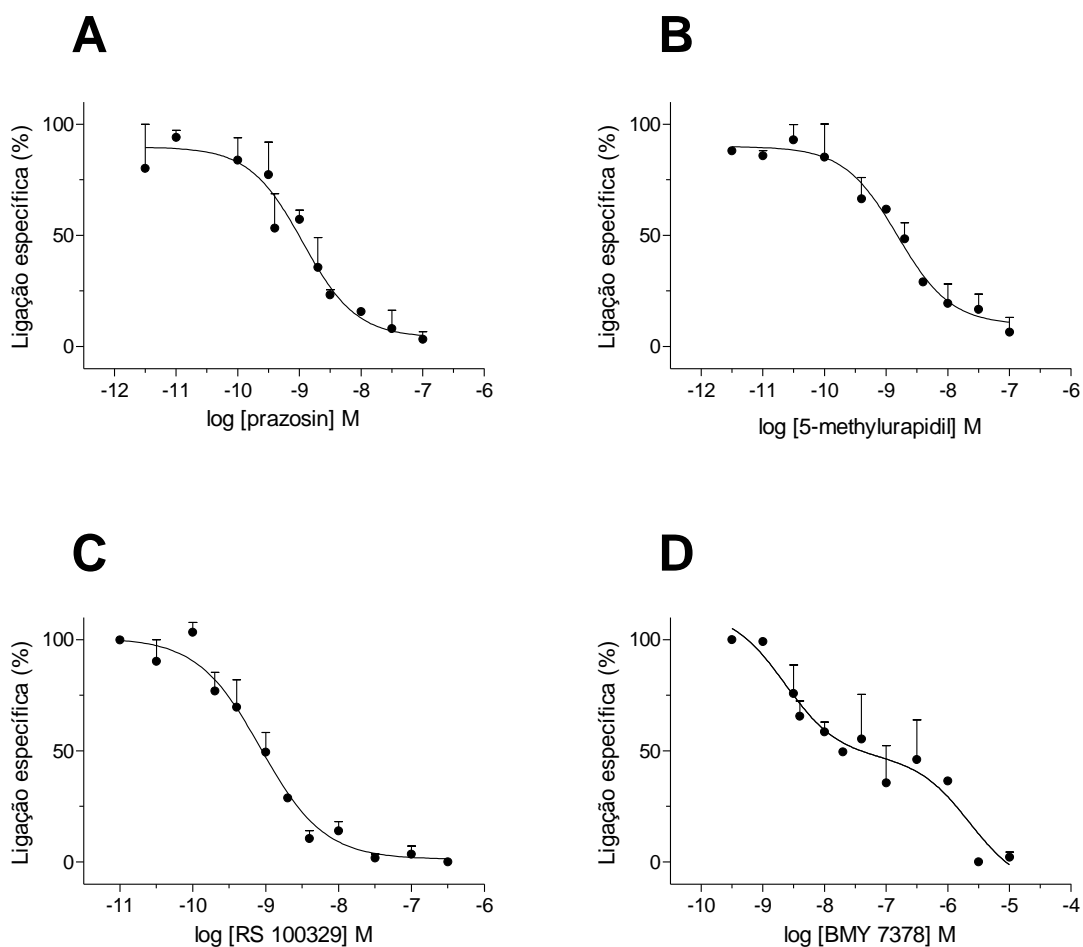 A
B
Ligação específica (%)
100
50
0
-12 -11 -10 -9 -8 -7 -6
log [prazosin] M
Ligação específica (%)
100
50
0
-12 -11 -10 -9 -8 -7 -6
log [5-methylurapidil] M
C
D
Ligação específica (%)
100
50
0
-11 -10 -9 -8 -7 -6
log [RS 100329] M
Ligação específica (%)
100
50
0
-10 -9 -8 -7 -6 -5 -4
log [BMY 7378] M